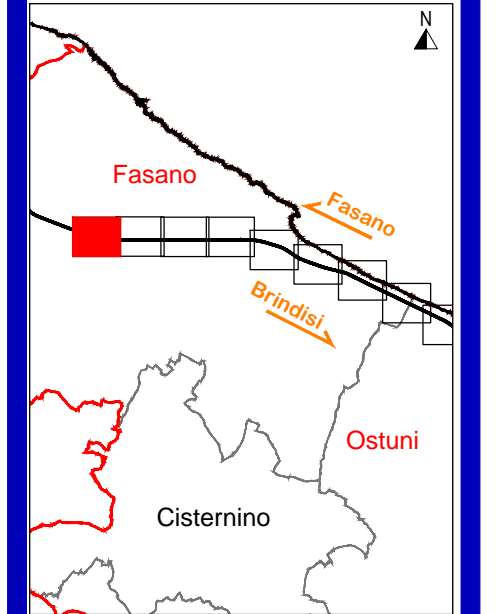 N
Fasano
Fasano
Brindisi
Ostuni
Cisternino